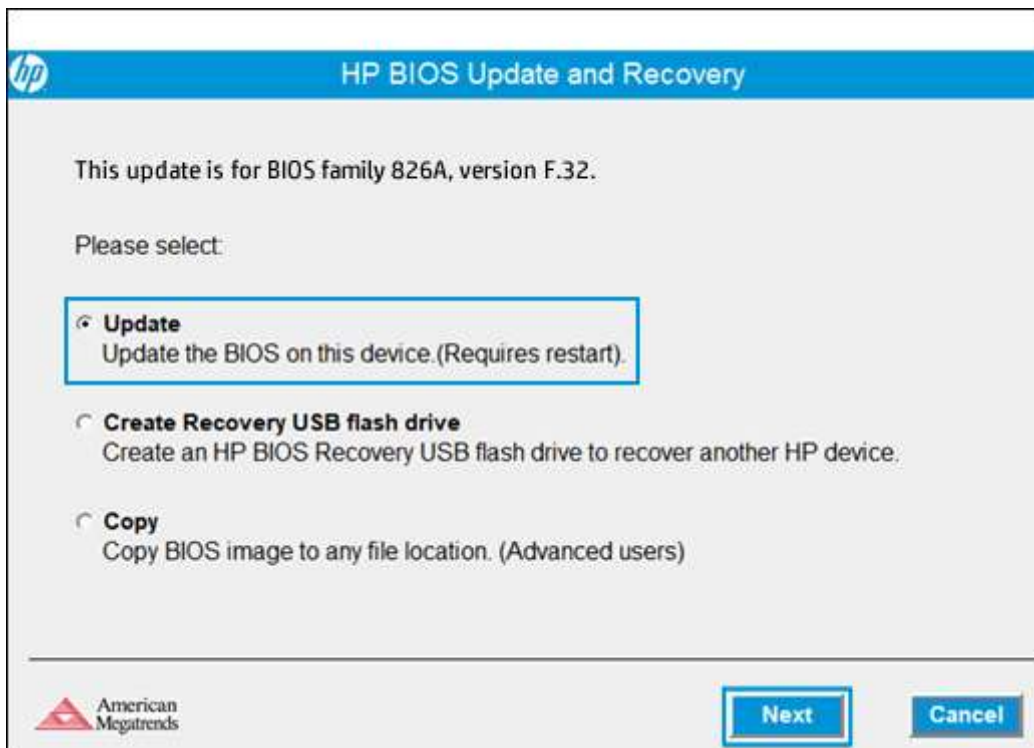 hp
HP BIOS Update and Recovery
This update is for BIOS family 826A, version F.32.
Please select:
Update
Update the BIOS on this device.(Requires restart).
Create Recovery USB flash drive
Create an HP BIOS Recovery USB flash drive to recover another HP device.
Copy
Copy BIOS image to any file location. (Advanced users)
American
Megatrends
Next
Cancel